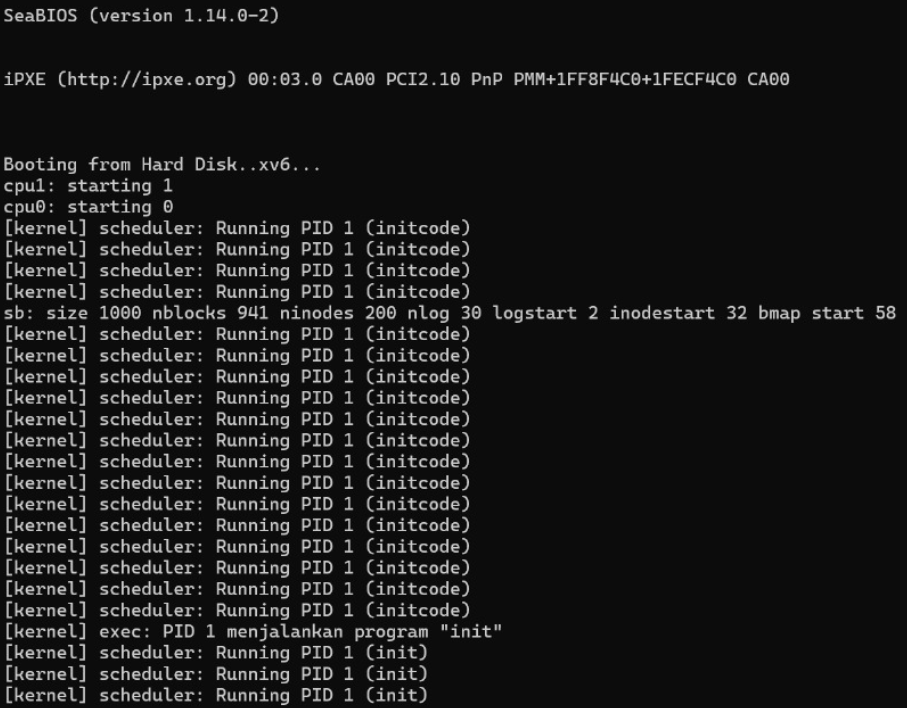 SeaBIOS (version 1.14.0-2)
iPXE (http://ipxe.org) 00:03.0 CA00 PCI2.10 PnP PMM+1FF8F4C0+1FECF4C0 CA00
Booting from Hard Disk..xv6...
cpu1: starting 1
cpu0: starting 0
[kernel] scheduler: Running PID 1 (initcode)
[kernel] scheduler: Running PID 1 (initcode)
[kernel] scheduler: Running PID 1 (initcode)
[kernel] scheduler: Running PID 1 (initcode)
sb: size 1000 nblocks 941 ninodes 200 nlog 30 logstart 2 inodestart 32 bmap start 58
[kernel] scheduler: Running PID 1 (initcode)
[kernel] scheduler: Running PID 1 (initcode)
[kernel] scheduler: Running PID 1 (initcode)
[kernel] scheduler: Running PID 1 (initcode)
[kernel] scheduler: Running PID 1 (initcode)
[kernel] scheduler: Running PID 1 (initcode)
[kernel] scheduler: Running PID 1 (initcode)
[kernel] scheduler: Running PID 1 (initcode)
[kernel] scheduler: Running PID 1 (initcode)
[kernel] scheduler: Running PID 1 (initcode)
[kernel] scheduler: Running PID 1 (initcode)
[kernel] scheduler: Running PID 1 (initcode)
[kernel] scheduler: Running PID 1 (initcode)
[kernel] scheduler: Running PID 1 (initcode)
[kernel] exec: PID 1 menjalankan program "init"
[kernel] scheduler: Running PID 1 (init)
[kernel] scheduler: Running PID 1 (init)
[kernel] scheduler: Running PID 1 (init)